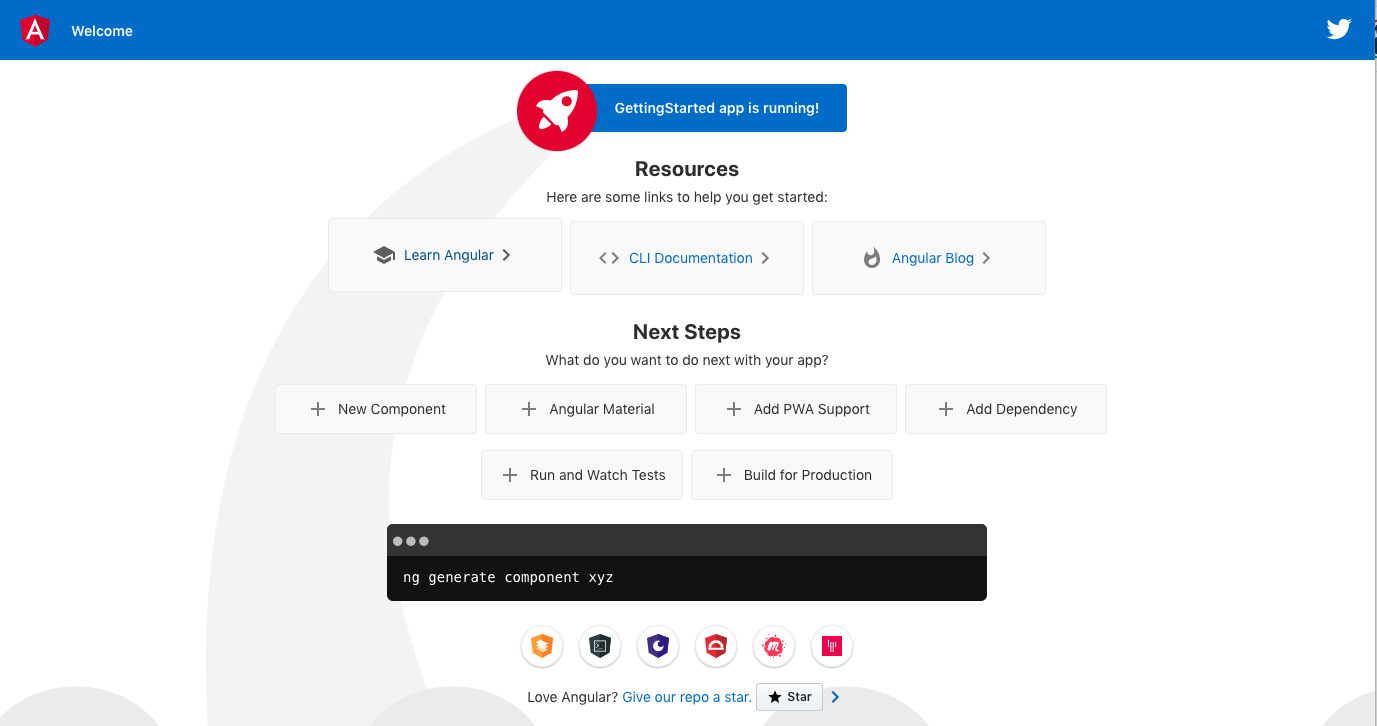 Welcome
GettingStarted app is running!
Resources
Here are some links to help you get started:
Learn Angular
CLI Documentation
Angular Blog
Next Steps
What do you want to do next with your app?
New Component
Angular Material
Add PWA Support
Add Dependency
Run and Watch Tests
Build for Production
ng generate component xyz
Love Angular? Give our repo a star. Star